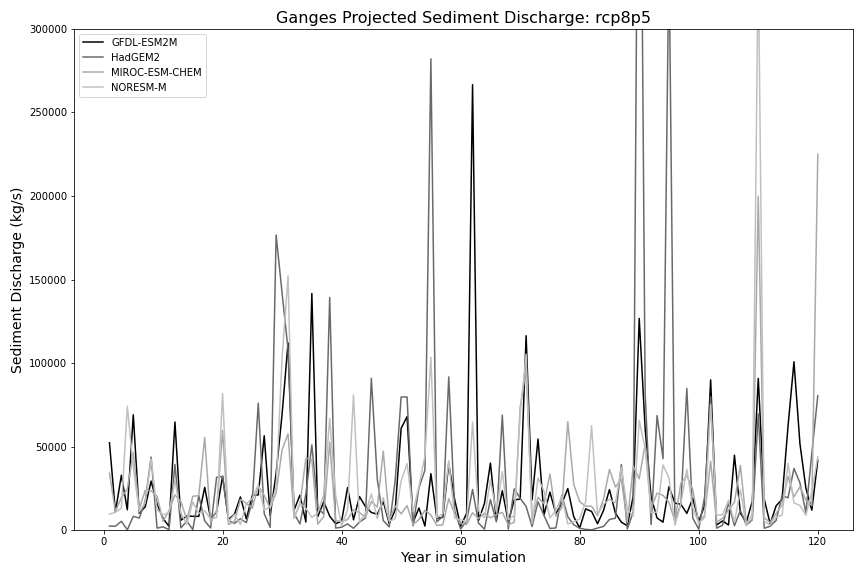 Ganges Projected Sediment Discharge: rcp8p5
GFDL-ESM2M
HadGEM2
MIROC-ESM-CHEM
NORESM-M
Sediment Discharge (kg/s)
300000
250000
200000
150000
100000
50000
0
0 20 40 60 80 100 120
Year in simulation